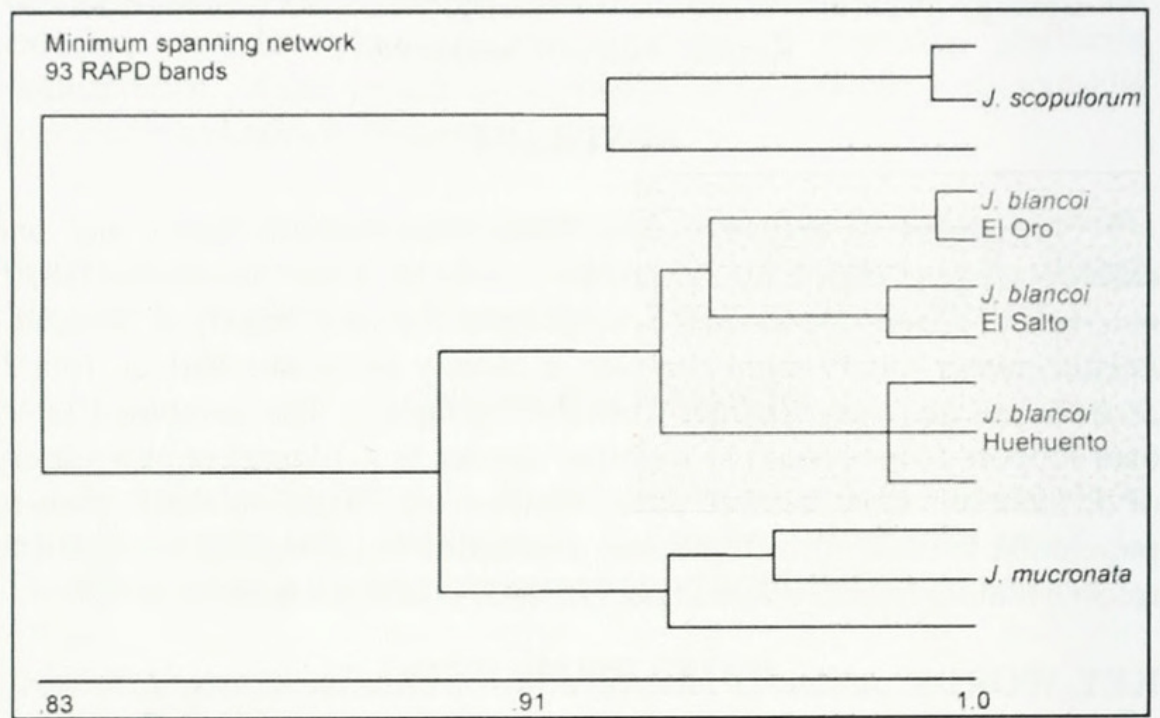 Minimum spanning network
93 RAPD bands
J. scopulorum
J. blancoi
El Oro
J. blancoi
El Salto
J. blancoi
Huehuento
J. mucronata
.83
.91
1.0